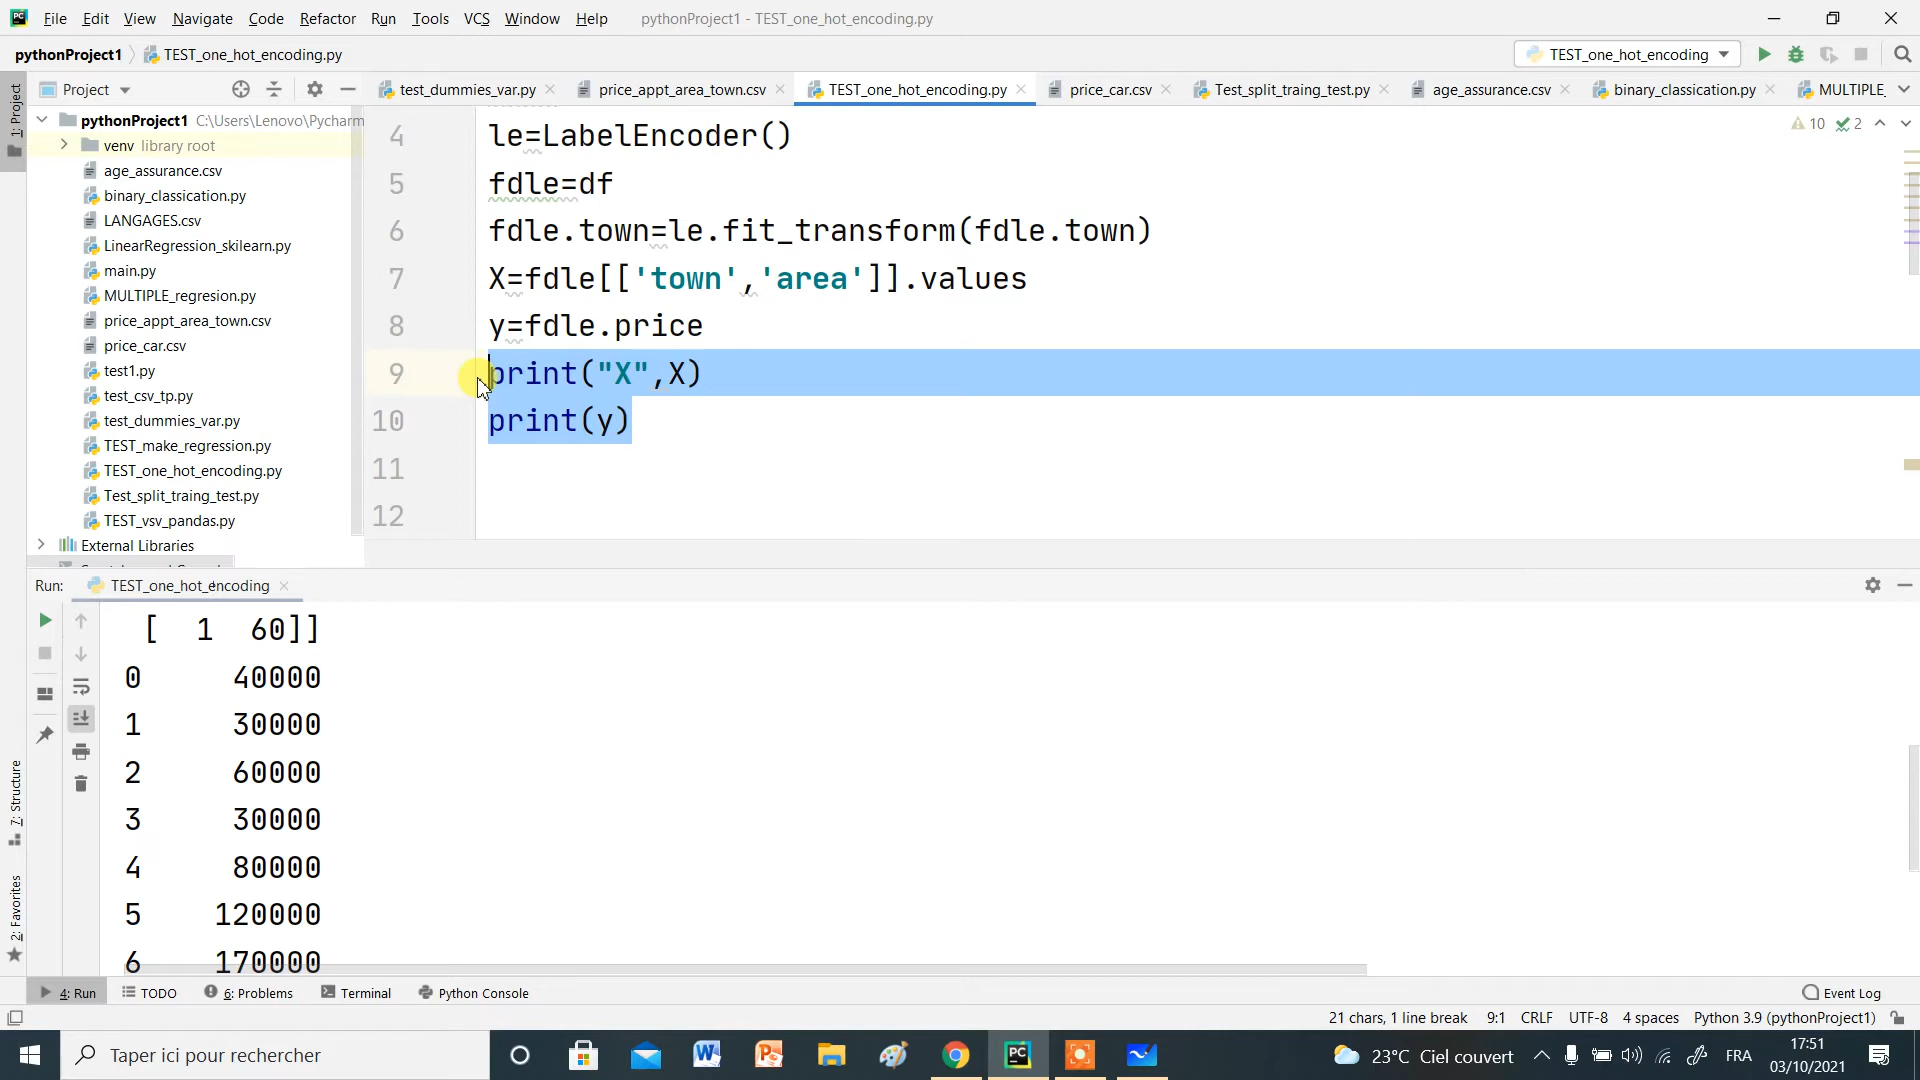 PC File Edit View Navigate Code Refactor Run Tools VCS Window Help pythonProject1 - TEST_one_hot_encoding.py
pythonProject1 TEST_one_hot_encoding.py TEST_one_hot_encoding
Project test_dummies_var.py price_appt_area_town.csv TEST_one_hot_encoding.py price_car.csv Test_split_traing_test.py age_assurance.csv binary_classication.py MULTIPLE_
1: Project
pythonProject1 C:\Users\Lenovo\Pycharm
venv library root
age_assurance.csv
binary_classication.py
LANGAGES.csv
LinearRegression_skilearn.py
main.py
MULTIPLE_regresion.py
price_appt_area_town.csv
price_car.csv
test1.py
test_csv_tp.py
test_dummies_var.py
TEST_make_regression.py
TEST_one_hot_encoding.py
Test_split_traing_test.py
TEST_vsv_pandas.py
External Libraries
10 2
4 le=LabelEncoder()
5 fdle=df
6 fdle.town=le.fit_transform(fdle.town)
7 X=fdle[['town','area']].values
8 y=fdle.price
9 print("X",X)
10 print(y)
11
12
Run: TEST_one_hot_encoding
[ 1 60]]
0 40000
1 30000
2 60000
3 30000
4 80000
5 120000
6 170000
7: Structure
2: Favorites
4: Run TODO 6: Problems Terminal Python Console Event Log
21 chars, 1 line break 9:1 CRLF UTF-8 4 spaces Python 3.9 (pythonProject1)
Taper ici pour rechercher 23°C Ciel couvert FRA 17:51
03/10/2021